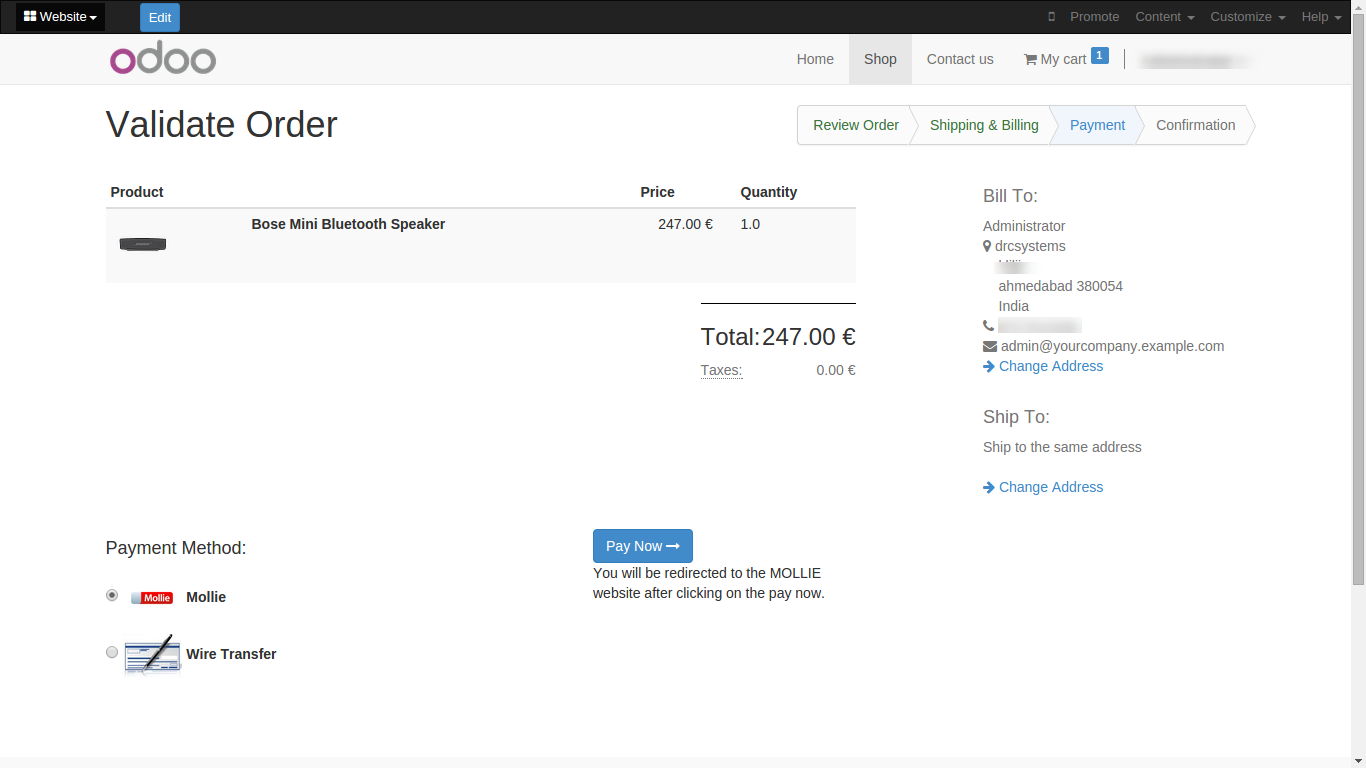 Website Edit Promote Content Customize Help
odoo Home Shop Contact us My cart 1
Validate Order
Review Order Shipping & Billing Payment Confirmation
Product Price Quantity
Bose Mini Bluetooth Speaker 247.00 € 1.0
Total: 247.00 €
Taxes: 0.00 €
Bill To:
Administrator
drcsystems
ahmedabad 380054
India
admin@yourcompany.example.com
Change Address
Ship To:
Ship to the same address
Change Address
Payment Method:
Mollie Mollie
Wire Transfer
Pay Now
You will be redirected to the MOLLIE
website after clicking on the pay now.